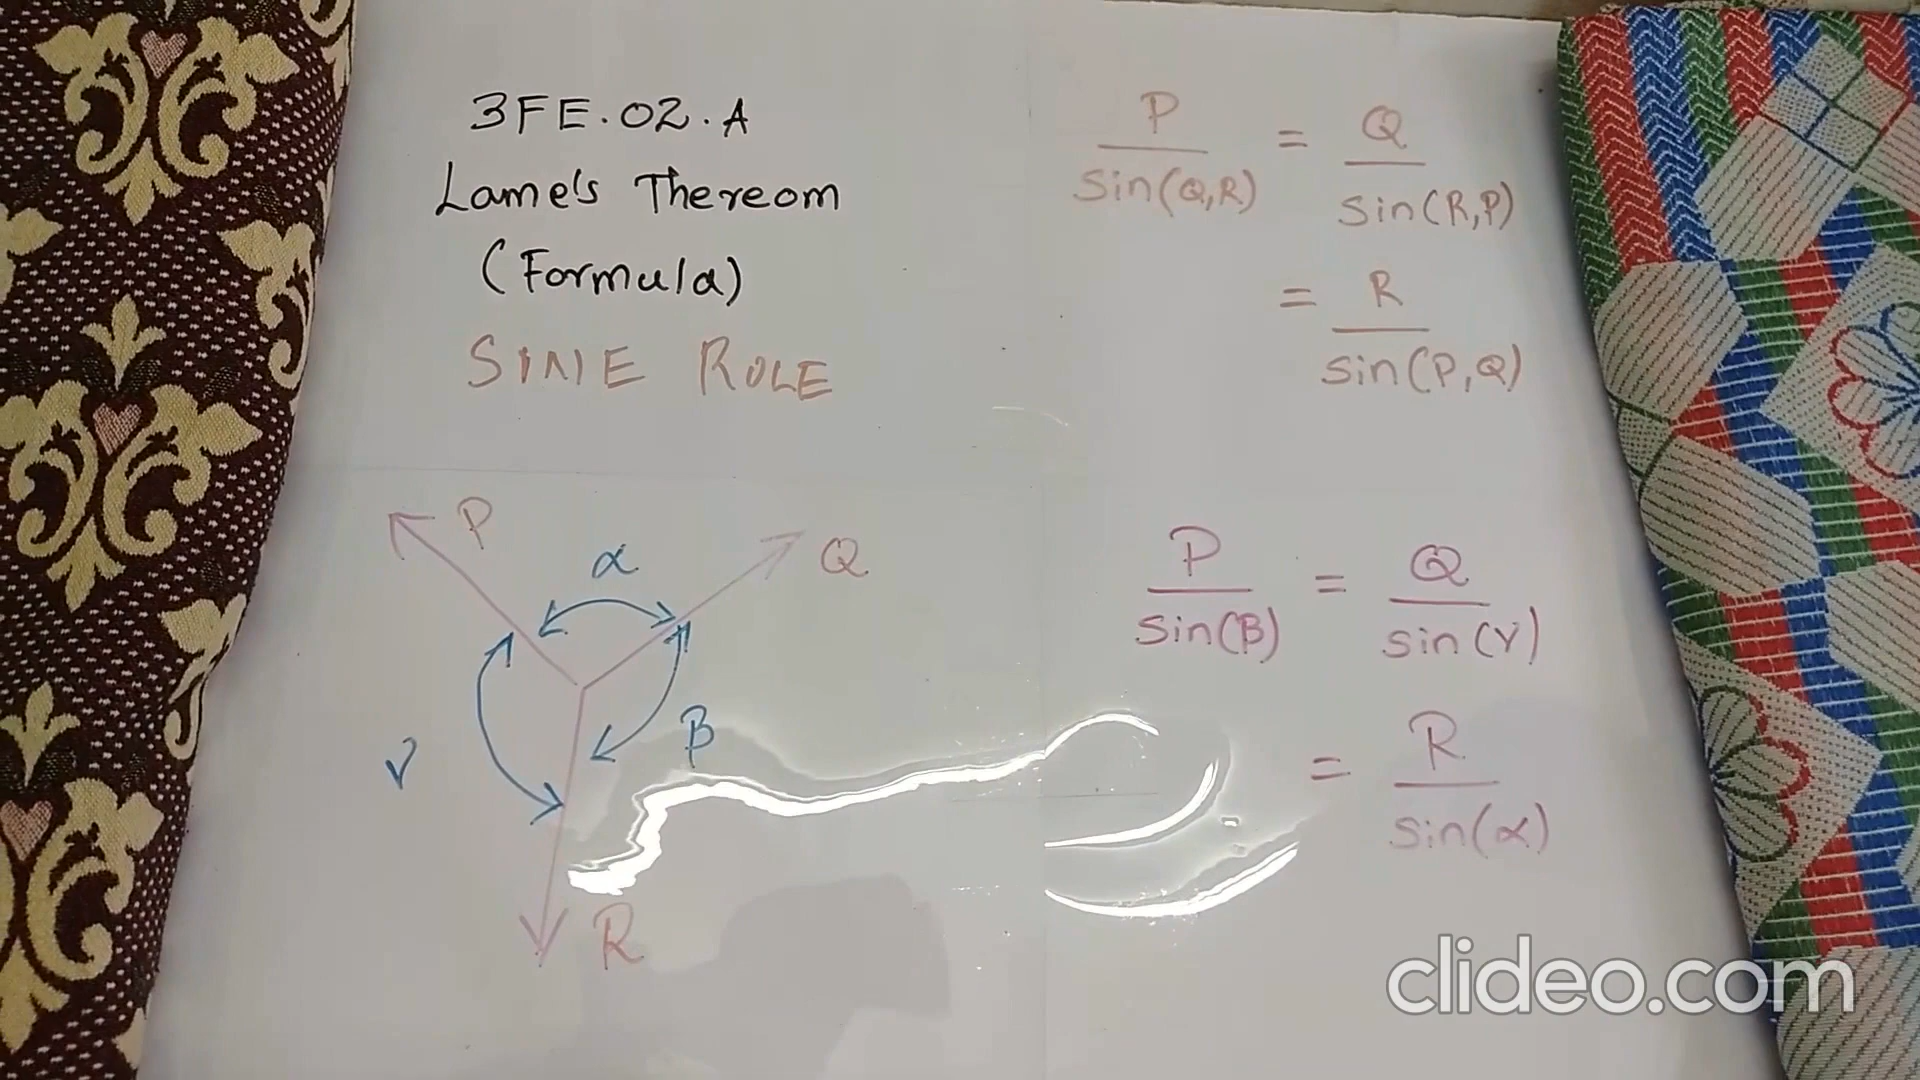 3FE.02.A
Lame's Thereom
(Formula)
SINE RULE
P/sin(Q,R) = Q/sin(R,P)
= R/sin(P,Q)
P
α
Q
γ
β
R
P/sin(β) = Q/sin(γ)
= R/sin(α)
clideo.com